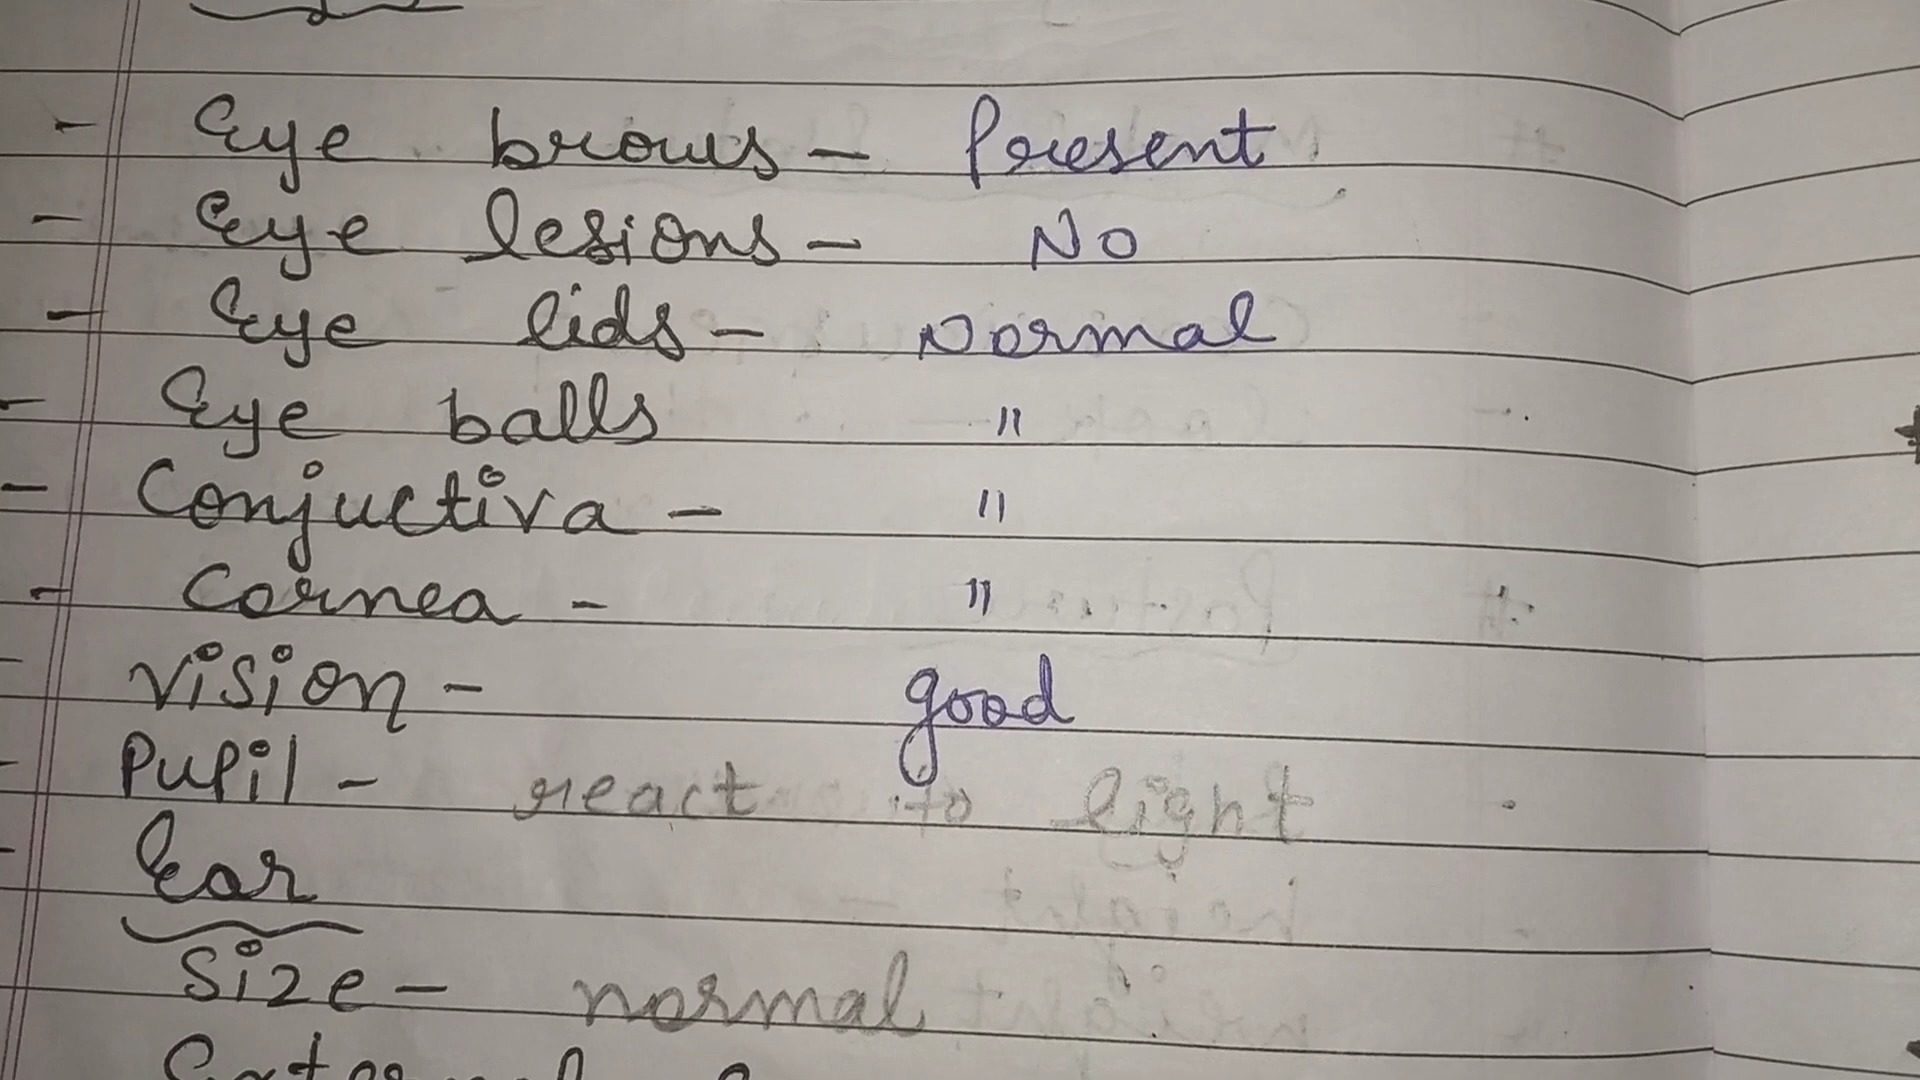 - Eye brows - Present
- Eye lesions - No
- Eye lids - Normal
- Eye balls "
- Conjuctiva - "
- Cornea - "
- Vision - good
- Pupil - react to light
- Ear
Size - normal
External